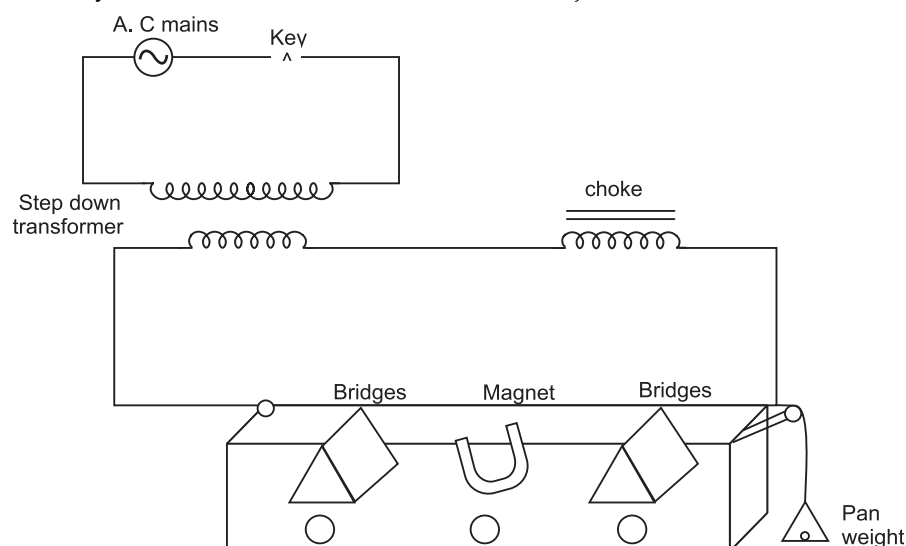 A. C mains
Key
Step down
transformer
choke
Bridges
Magnet
Bridges
Pan
weight